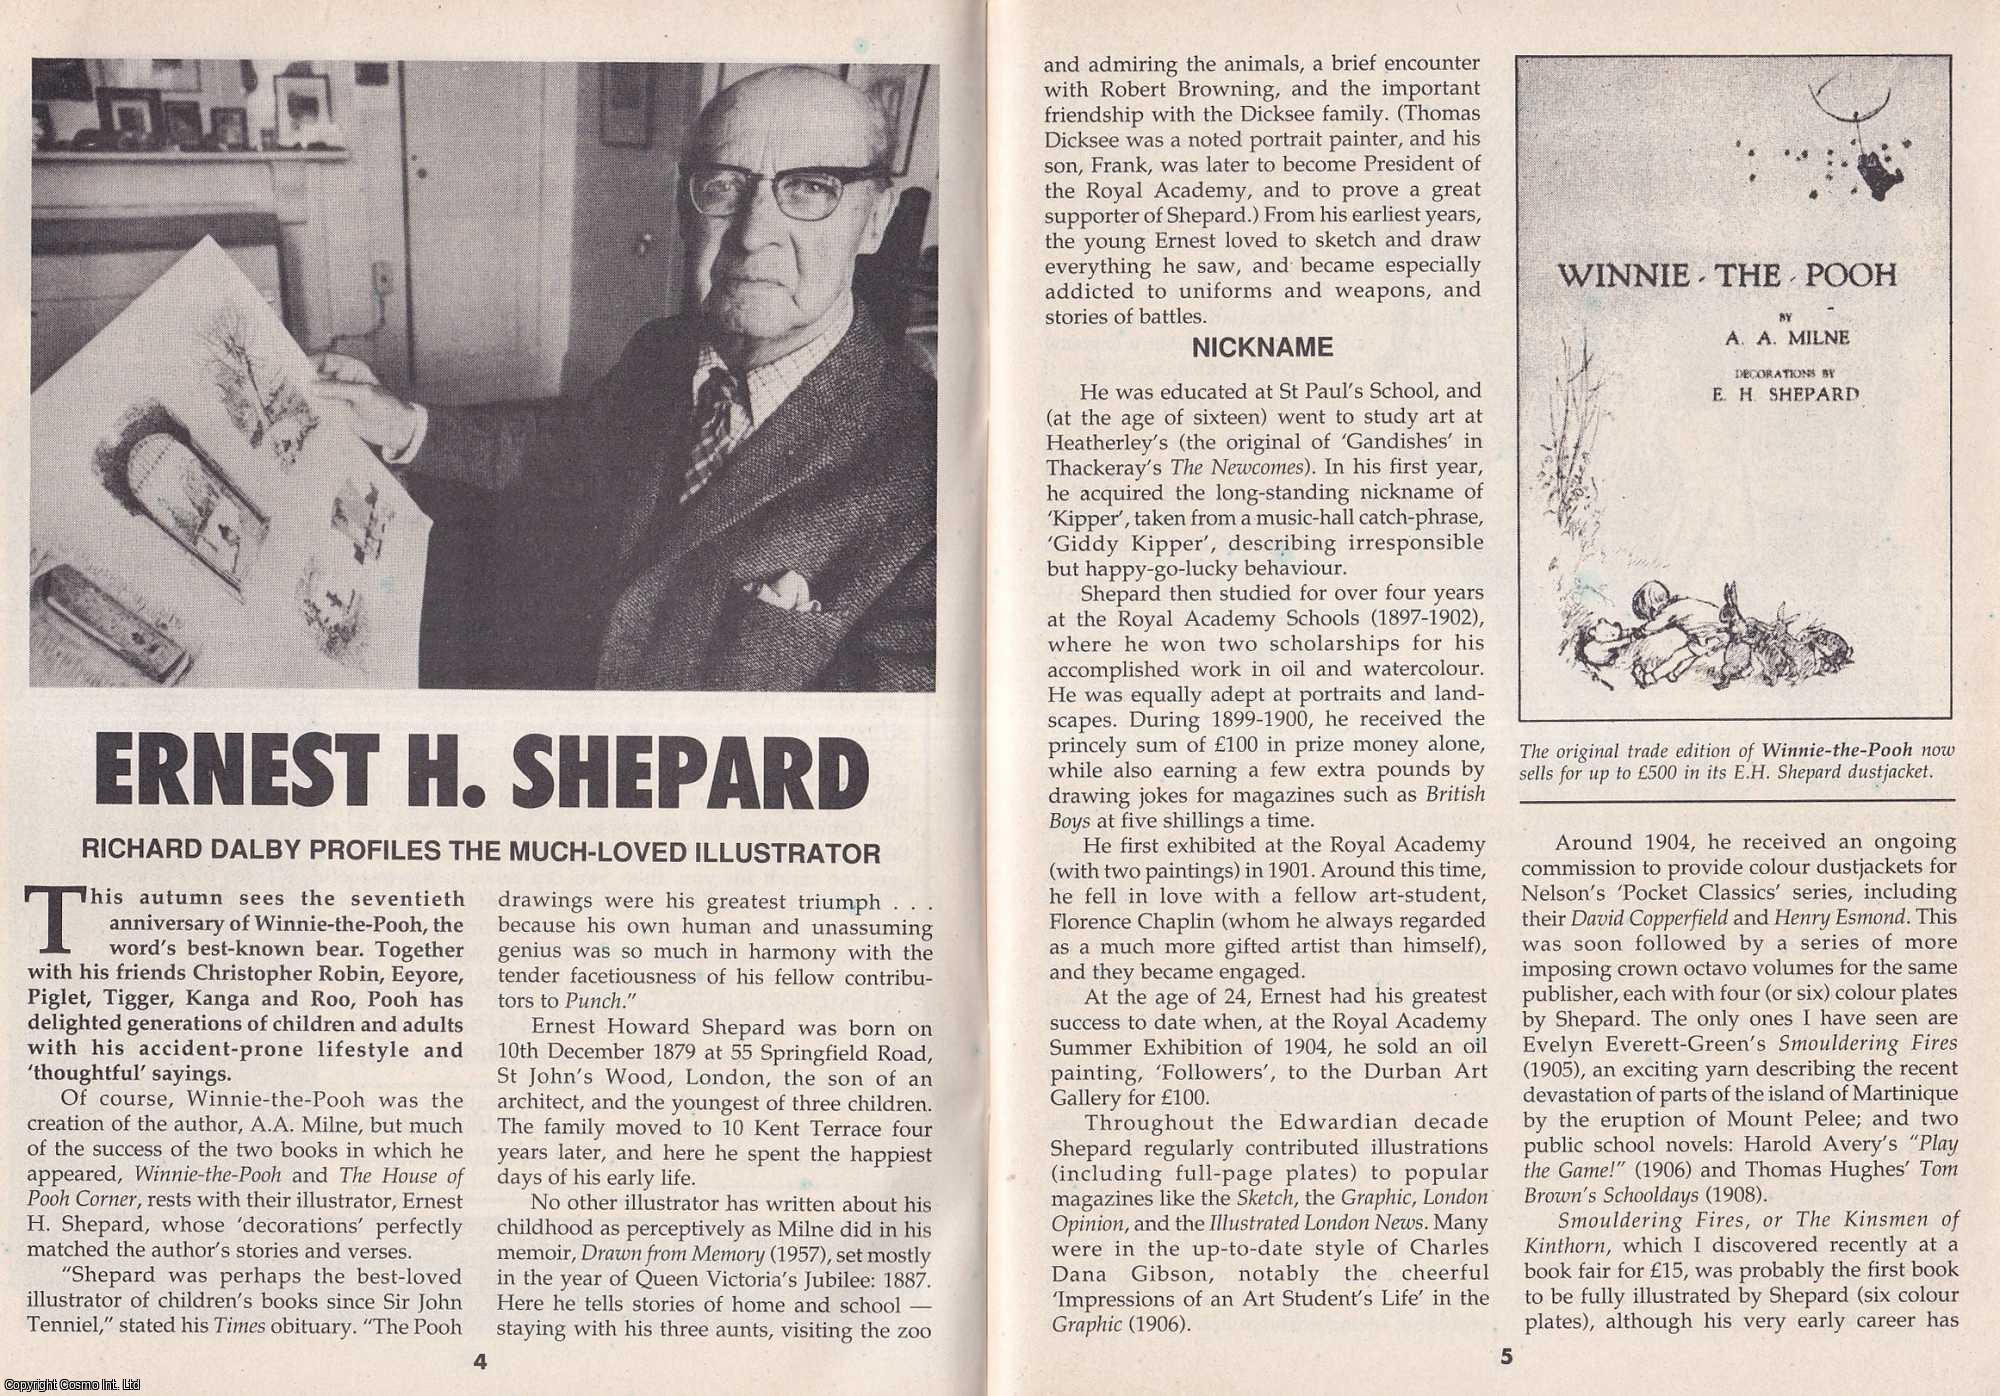 ERNEST H. SHEPARD
RICHARD DALBY PROFILES THE MUCH-LOVED ILLUSTRATOR
This autumn sees the seventieth
anniversary of Winnie-the-Pooh, the
word's best-known bear. Together
with his friends Christopher Robin, Eeyore,
Piglet, Tigger, Kanga and Roo, Pooh has
delighted generations of children and adults
with his accident-prone lifestyle and
'thoughtful' sayings.
Of course, Winnie-the-Pooh was the
creation of the author, A.A. Milne, but much
of the success of the two books in which he
appeared, Winnie-the-Pooh and The House of
Pooh Corner, rests with their illustrator, Ernest
H. Shepard, whose 'decorations' perfectly
matched the author's stories and verses.
"Shepard was perhaps the best-loved
illustrator of children's books since Sir John
Tenniel," stated his Times obituary. "The Pooh
drawings were his greatest triumph . . .
because his own human and unassuming
genius was so much in harmony with the
tender facetiousness of his fellow contribu-
tors to Punch."
Ernest Howard Shepard was born on
10th December 1879 at 55 Springfield Road,
St John's Wood, London, the son of an
architect, and the youngest of three children.
The family moved to 10 Kent Terrace four
years later, and here he spent the happiest
days of his early life.
No other illustrator has written about his
childhood as perceptively as Milne did in his
memoir, Drawn from Memory (1957), set mostly
in the year of Queen Victoria's Jubilee: 1887.
Here he tells stories of home and school —
staying with his three aunts, visiting the zoo
4
and admiring the animals, a brief encounter
with Robert Browning, and the important
friendship with the Dicksee family. (Thomas
Dicksee was a noted portrait painter, and his
son, Frank, was later to become President of
the Royal Academy, and to prove a great
supporter of Shepard.) From his earliest years,
the young Ernest loved to sketch and draw
everything he saw, and became especially
addicted to uniforms and weapons, and
stories of battles.
NICKNAME
He was educated at St Paul's School, and
(at the age of sixteen) went to study art at
Heatherley's (the original of 'Gandishes' in
Thackeray's The Newcomes). In his first year,
he acquired the long-standing nickname of
'Kipper', taken from a music-hall catch-phrase,
'Giddy Kipper', describing irresponsible
but happy-go-lucky behaviour.
Shepard then studied for over four years
at the Royal Academy Schools (1897-1902),
where he won two scholarships for his
accomplished work in oil and watercolour.
He was equally adept at portraits and land-
scapes. During 1899-1900, he received the
princely sum of £100 in prize money alone,
while also earning a few extra pounds by
drawing jokes for magazines such as British
Boys at five shillings a time.
He first exhibited at the Royal Academy
(with two paintings) in 1901. Around this time,
he fell in love with a fellow art-student,
Florence Chaplin (whom he always regarded
as a much more gifted artist than himself),
and they became engaged.
At the age of 24, Ernest had his greatest
success to date when, at the Royal Academy
Summer Exhibition of 1904, he sold an oil
painting, 'Followers', to the Durban Art
Gallery for £100.
Throughout the Edwardian decade
Shepard regularly contributed illustrations
(including full-page plates) to popular
magazines like the Sketch, the Graphic, London
Opinion, and the Illustrated London News. Many
were in the up-to-date style of Charles
Dana Gibson, notably the cheerful
'Impressions of an Art Student's Life' in the
Graphic (1906).
WINNIE-THE-POOH
BY
A. A. MILNE
DECORATIONS BY
E. H. SHEPARD
The original trade edition of Winnie-the-Pooh now
sells for up to £500 in its E.H. Shepard dustjacket.
Around 1904, he received an ongoing
commission to provide colour dustjackets for
Nelson's 'Pocket Classics' series, including
their David Copperfield and Henry Esmond. This
was soon followed by a series of more
imposing crown octavo volumes for the same
publisher, each with four (or six) colour plates
by Shepard. The only ones I have seen are
Evelyn Everett-Green's Smouldering Fires
(1905), an exciting yarn describing the recent
devastation of parts of the island of Martinique
by the eruption of Mount Pelee; and two
public school novels: Harold Avery's "Play
the Game!" (1906) and Thomas Hughes' Tom
Brown's Schooldays (1908).
Smouldering Fires, or The Kinsmen of
Kinthorn, which I discovered recently at a
book fair for £15, was probably the first book
to be fully illustrated by Shepard (six colour
plates), although his very early career has
5
Copyright Cosmo Int. Ltd